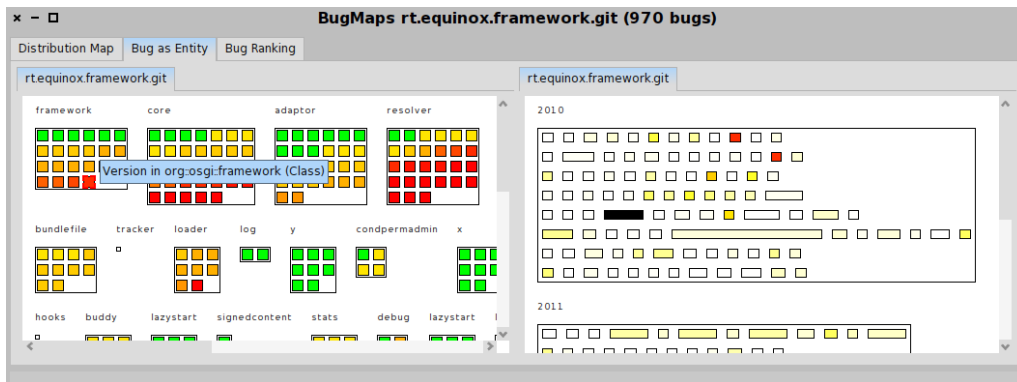 BugMaps rt.equinox.framework.git (970 bugs)
Distribution Map Bug as Entity Bug Ranking
rt.equinox.framework.git rt.equinox.framework.git
framework core adaptor resolver
Version in org::osgi::framework (Class)
bundlefile tracker loader log y condpermadmin x
hooks buddy lazystart signedcontent stats debug lazystart
2010
2011